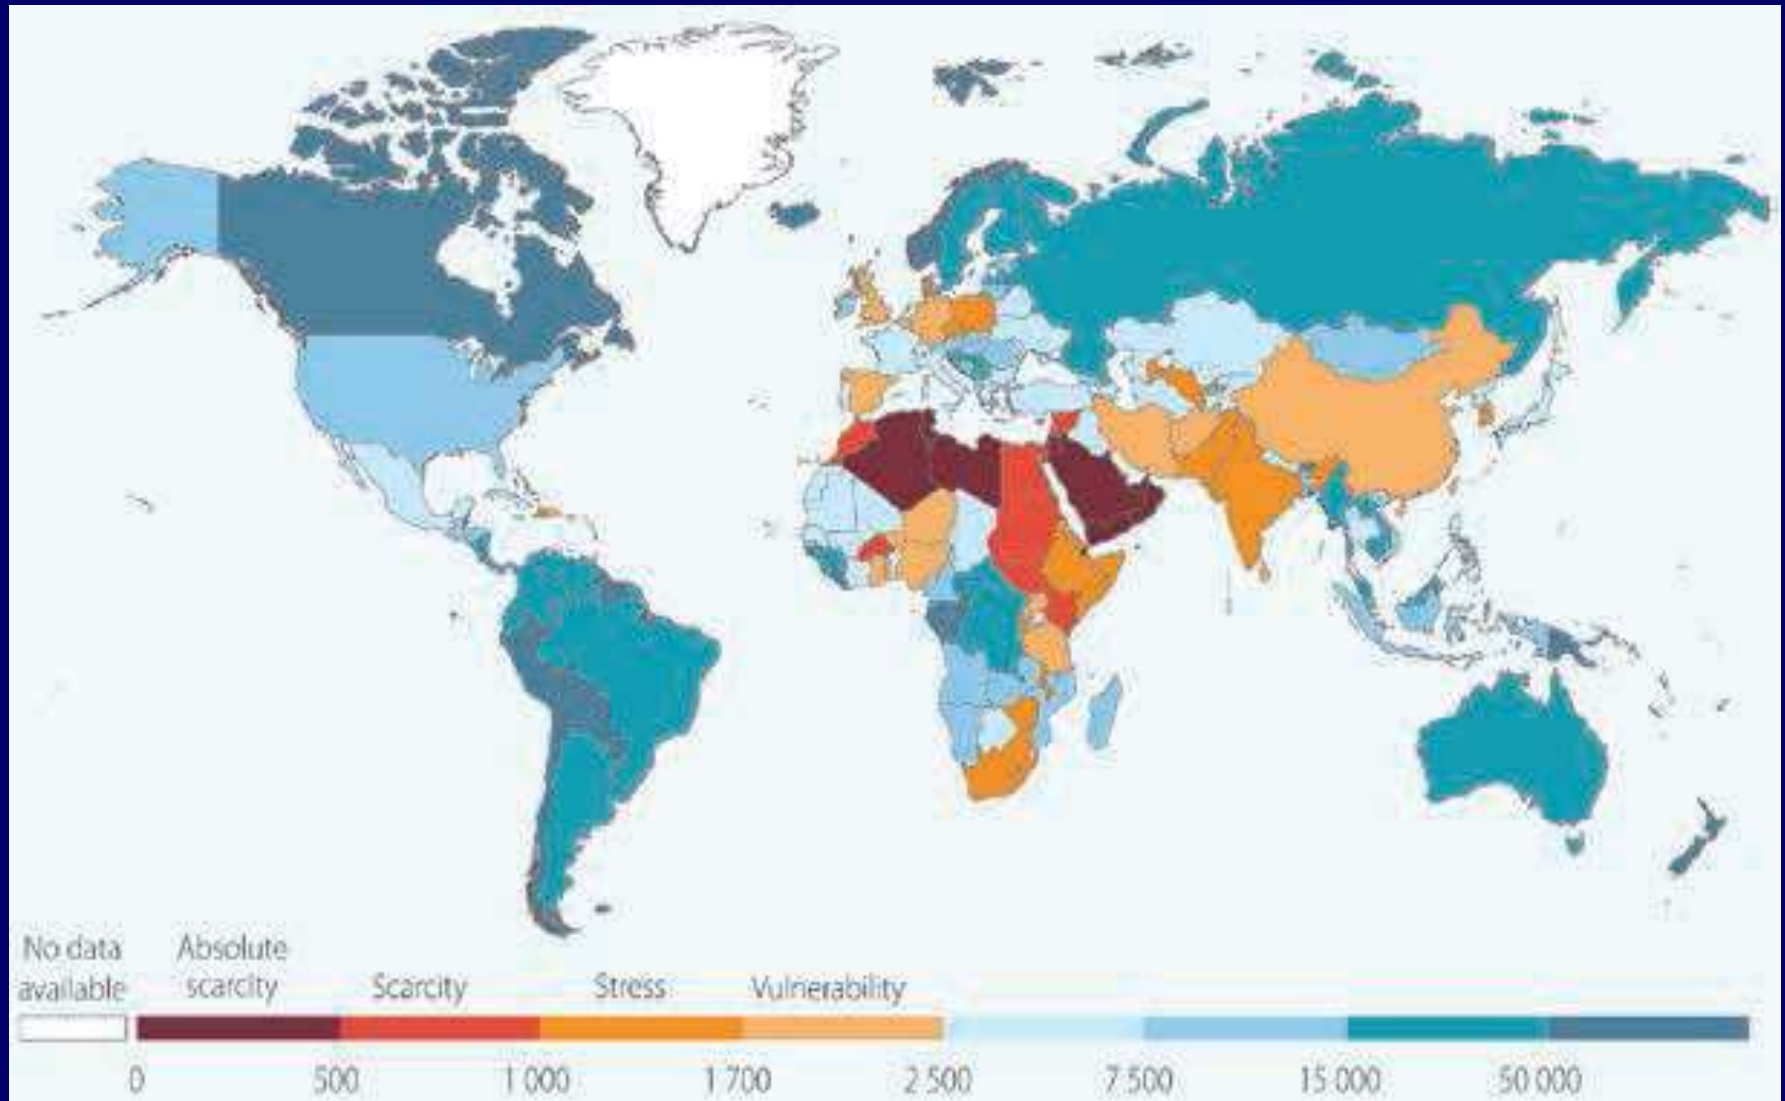 No data
available
Absolute
scarcity
Scarcity
Stress
Vulnerability
0
500
1 000
1 700
2 500
7 500
15 000
50 000